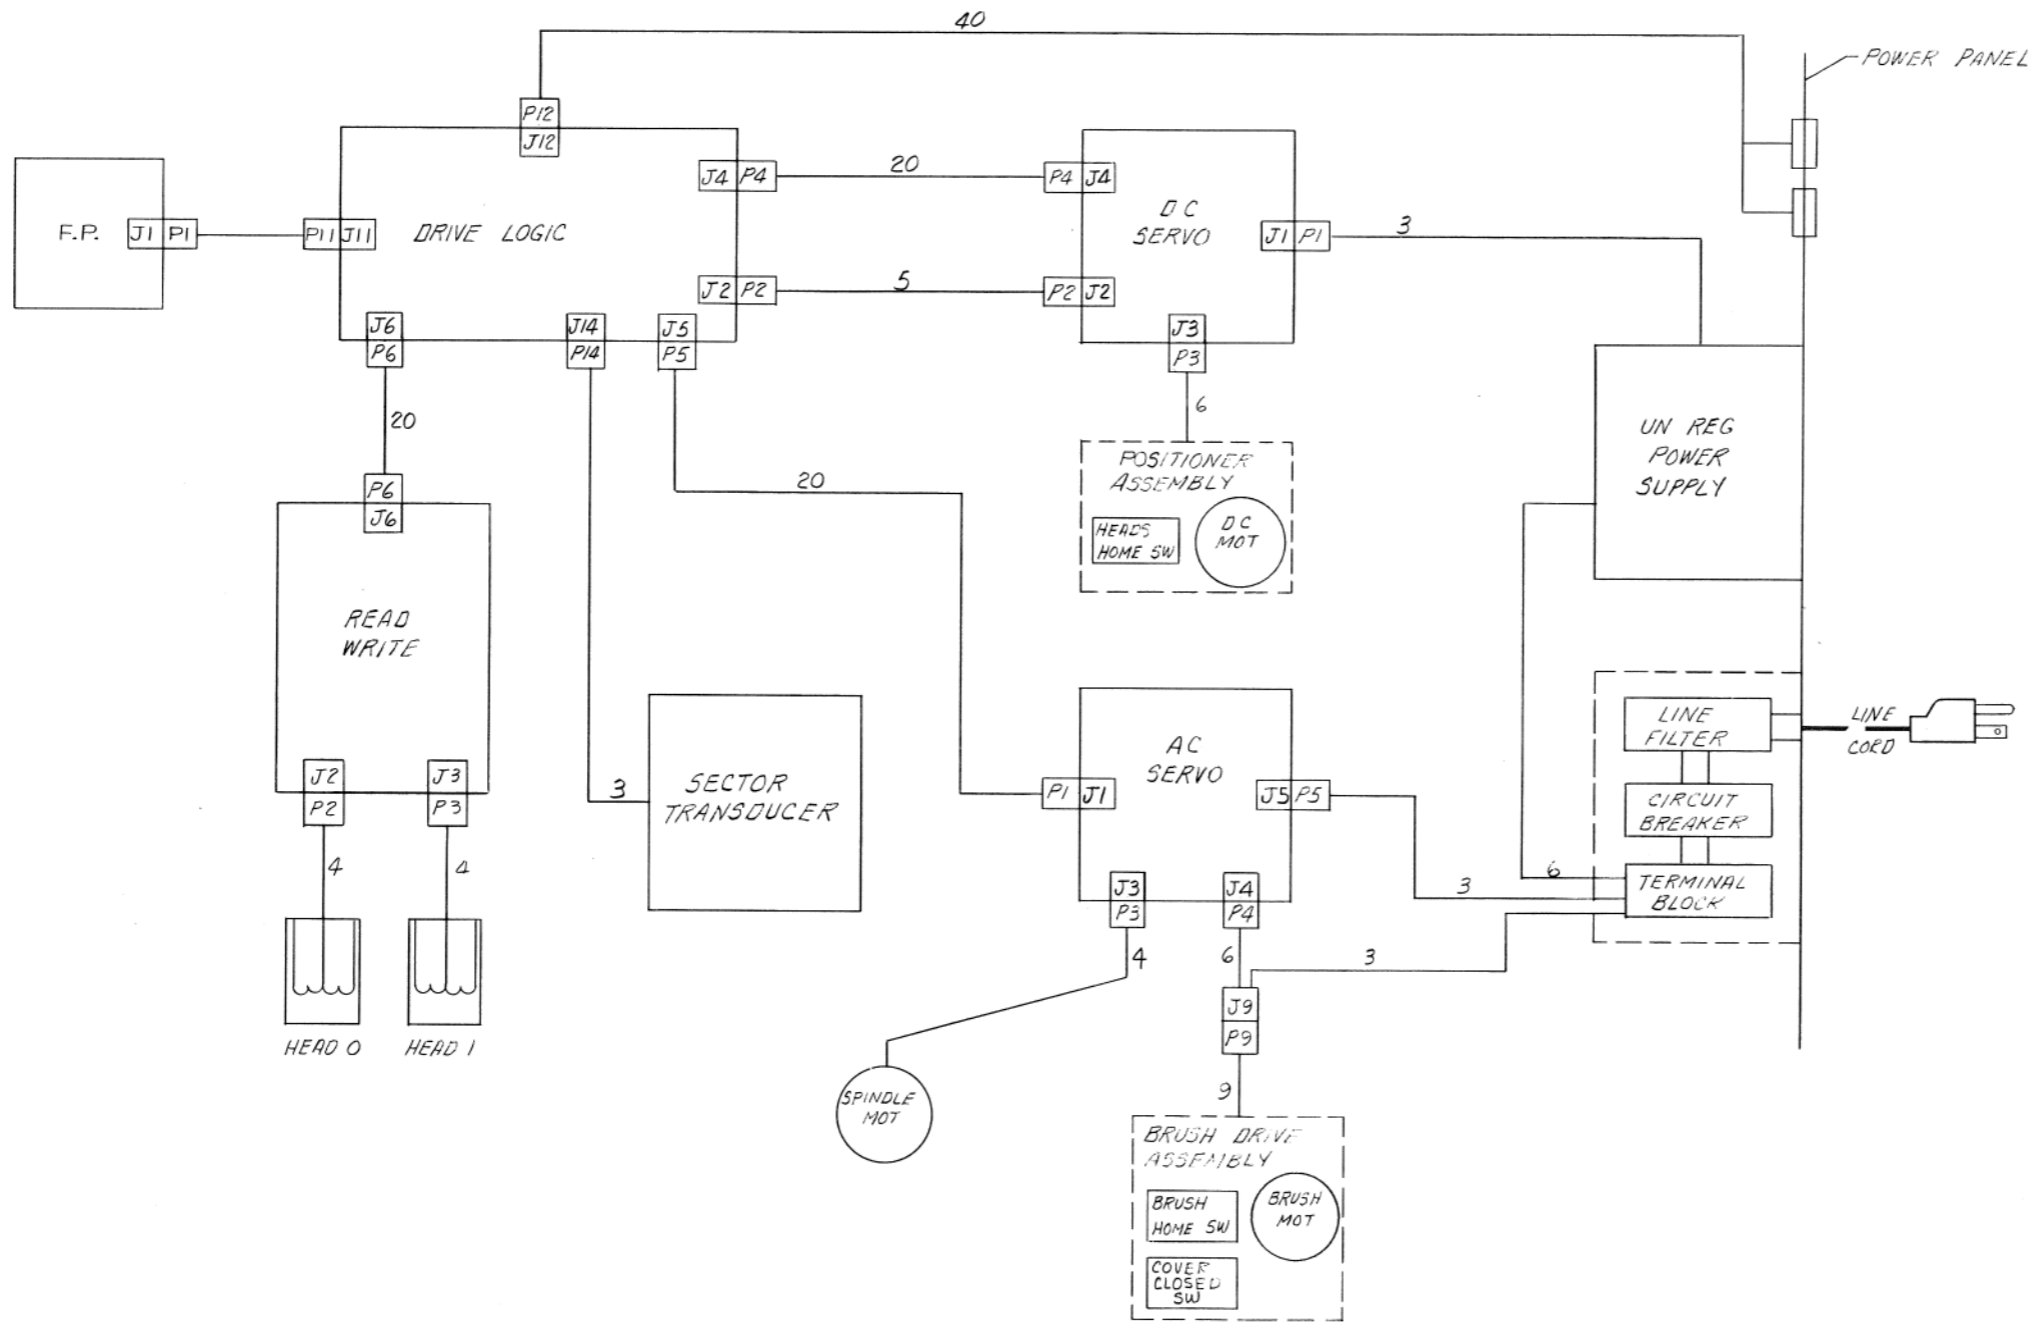 40
POWER PANEL
P12
J12
F.P.
J1 P1
P11 J11
DRIVE LOGIC
J4 P4
20
P4 J4
DC
SERVO
J1 P1
3
J2 P2
5
P2 J2
J6
P6
J14
P14
J5
P5
J3
P3
20
6
UN REG
POWER
SUPPLY
P6
J6
20
POSITIONER
ASSEMBLY
HEADS
HOME SW
DC
MOT
READ
WRITE
LINE
FILTER
LINE
CORD
SECTOR
TRANSDUCER
3
AC
SERVO
P1 J1
J5 P5
CIRCUIT
BREAKER
J2
P2
J3
P3
4
4
J3
P3
J4
P4
6
3
TERMINAL
BLOCK
4
6
3
J9
P9
HEAD 0
HEAD 1
SPINDLE
MOT
9
BRUSH DRIVE
ASSEMBLY
BRUSH
HOME SW
BRUSH
MOT
COVER
CLOSED
SW